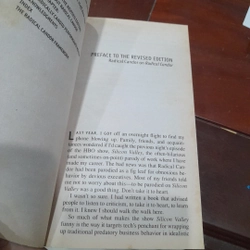 KNOWLEDGMENTS
INDEX
THE RADICAL CANDOR
PREFACE TO THE REVISED EDITION
Radical Candor on Radical Candor
LAST YEAR, I GOT off an overnight flight to find my
phone blowing up. Family, friends, and acquain-
tances wondered if I'd caught the previous night's episode
of the HBO show, Silicon Valley, the often-hilarious
(and sometimes on-point) parody of work where I have
made my career. The bad news was that Radical Can-
dor had been parodied as a fig leaf for obnoxious be-
havior by abusive executives. Most of my friends told
me not to worry about this—to be parodied on Silicon
Valley was a good thing. Don't take it to heart.
I wasn't so sure. I had written a book that advised
people to listen to criticism, to take it to heart, to learn
from it. I knew I should walk the walk here.
So much of what makes the show Silicon Valley
funny is the way it targets tech's penchant for wrapping
up traditional predatory business behavior in idealistic